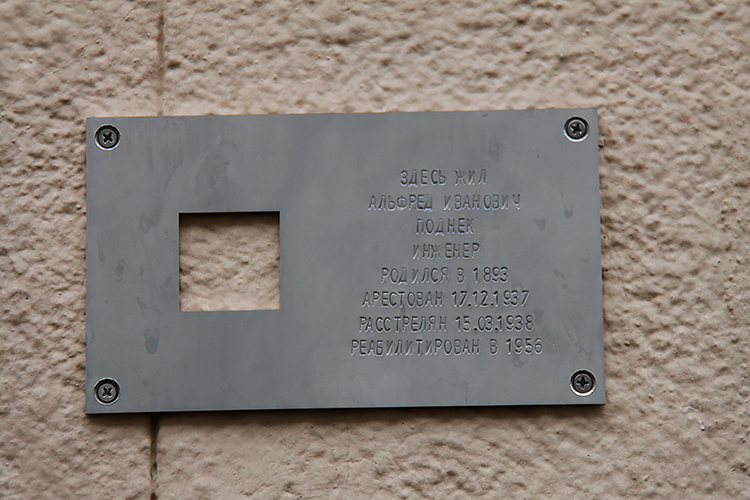 ЗДЕСЬ ЖИЛ
АЛЬФРЕД ИВАНОВИЧ
ПОДНЕК
ИНЖЕНЕР
РОДИЛСЯ В 1893
АРЕСТОВАН 17.12.1937
РАССТРЕЛЯН 15.03.1938
РЕАБИЛИТИРОВАН В 1956